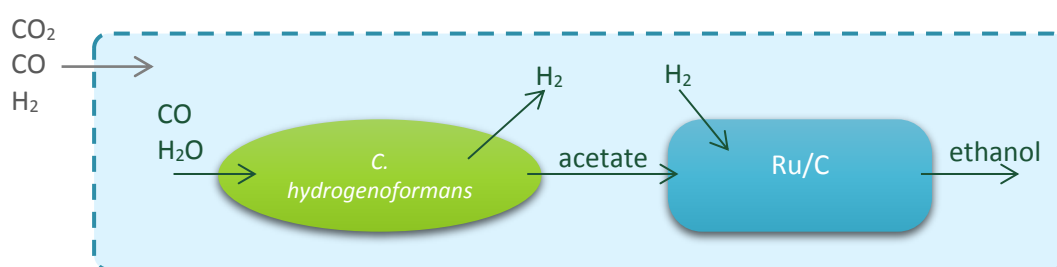 CO₂
CO
H₂
CO
H₂O
C.
hydrogenoformans
H₂
acetate
H₂
Ru/C
ethanol